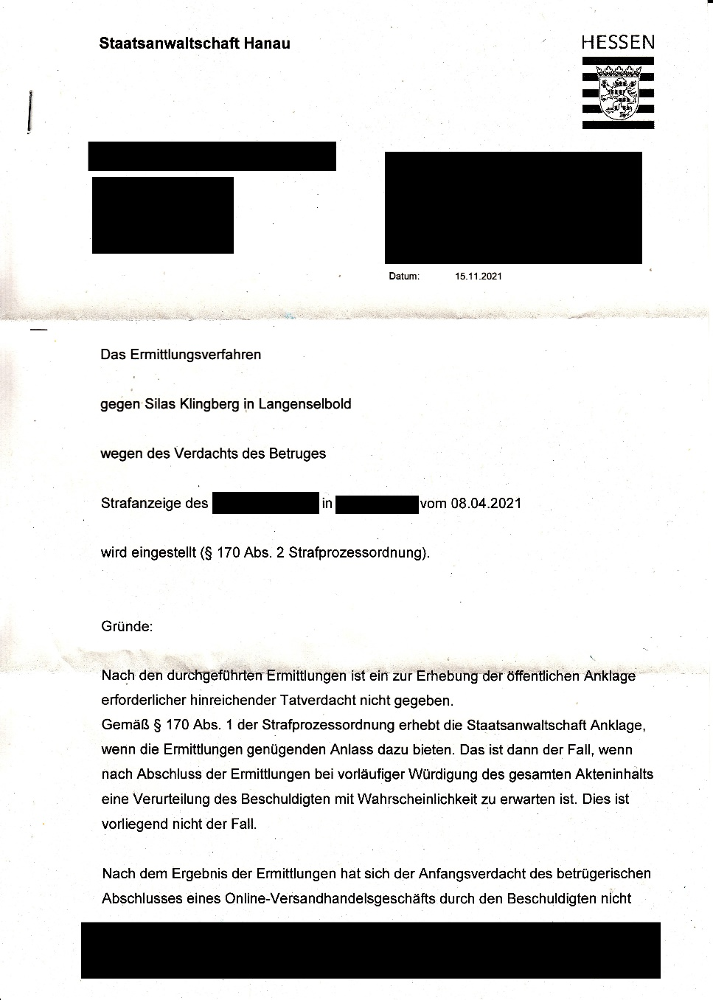 Staatsanwaltschaft Hanau
HESSEN
Datum: 15.11.2021
Das Ermittlungsverfahren
gegen Silas Klingberg in Langenselbold
wegen des Verdachts des Betruges
Strafanzeige des in vom 08.04.2021
wird eingestellt (§ 170 Abs. 2 Strafprozessordnung).
Gründe:
Nach den durchgeführten Ermittlungen ist ein zur Erhebung der öffentlichen Anklage
erforderlicher hinreichender Tatverdacht nicht gegeben.
Gemäß § 170 Abs. 1 der Strafprozessordnung erhebt die Staatsanwaltschaft Anklage,
wenn die Ermittlungen genügenden Anlass dazu bieten. Das ist dann der Fall, wenn
nach Abschluss der Ermittlungen bei vorläufiger Würdigung des gesamten Akteninhalts
eine Verurteilung des Beschuldigten mit Wahrscheinlichkeit zu erwarten ist. Dies ist
vorliegend nicht der Fall.
Nach dem Ergebnis der Ermittlungen hat sich der Anfangsverdacht des betrügerischen
Abschlusses eines Online-Versandhandelsgeschäfts durch den Beschuldigten nicht